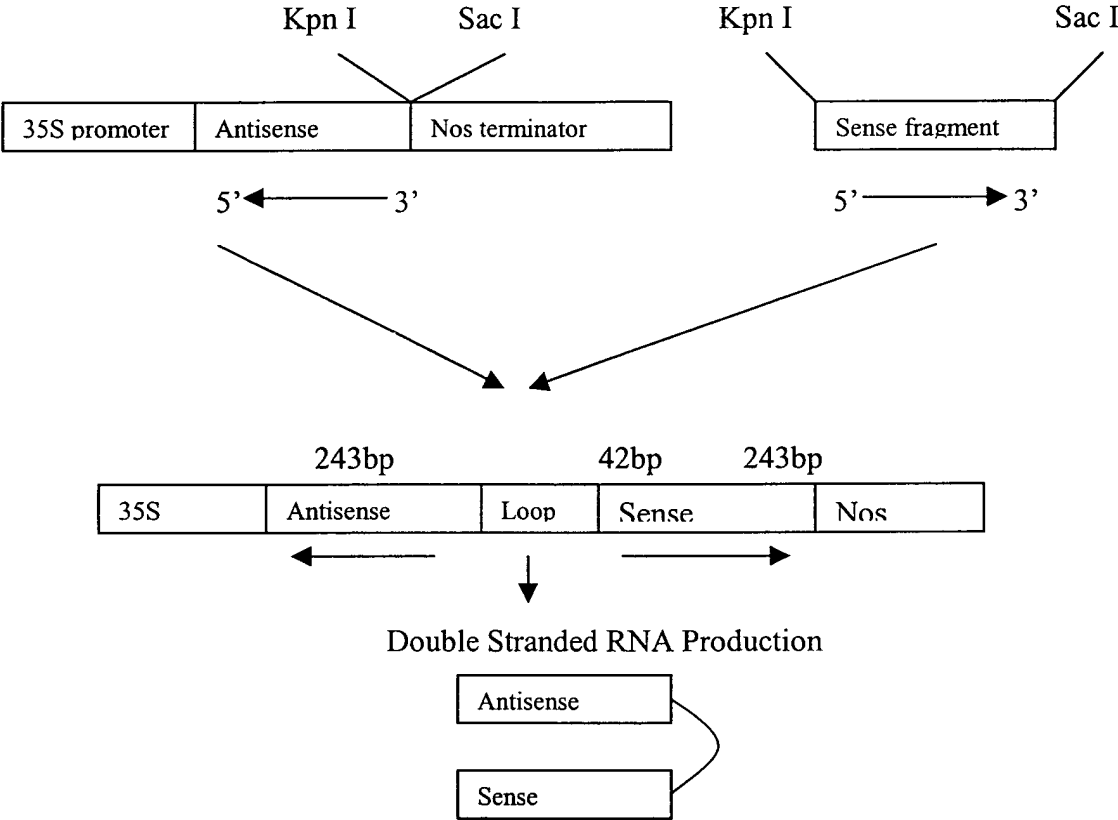 Kpn I Sac I Kpn I Sac I
35S promoter Antisense Nos terminator Sense fragment
5’ 3’ 5’ 3’
243bp 42bp 243bp
35S Antisense Loop Sense Nos
Double Stranded RNA Production
Antisense
Sense